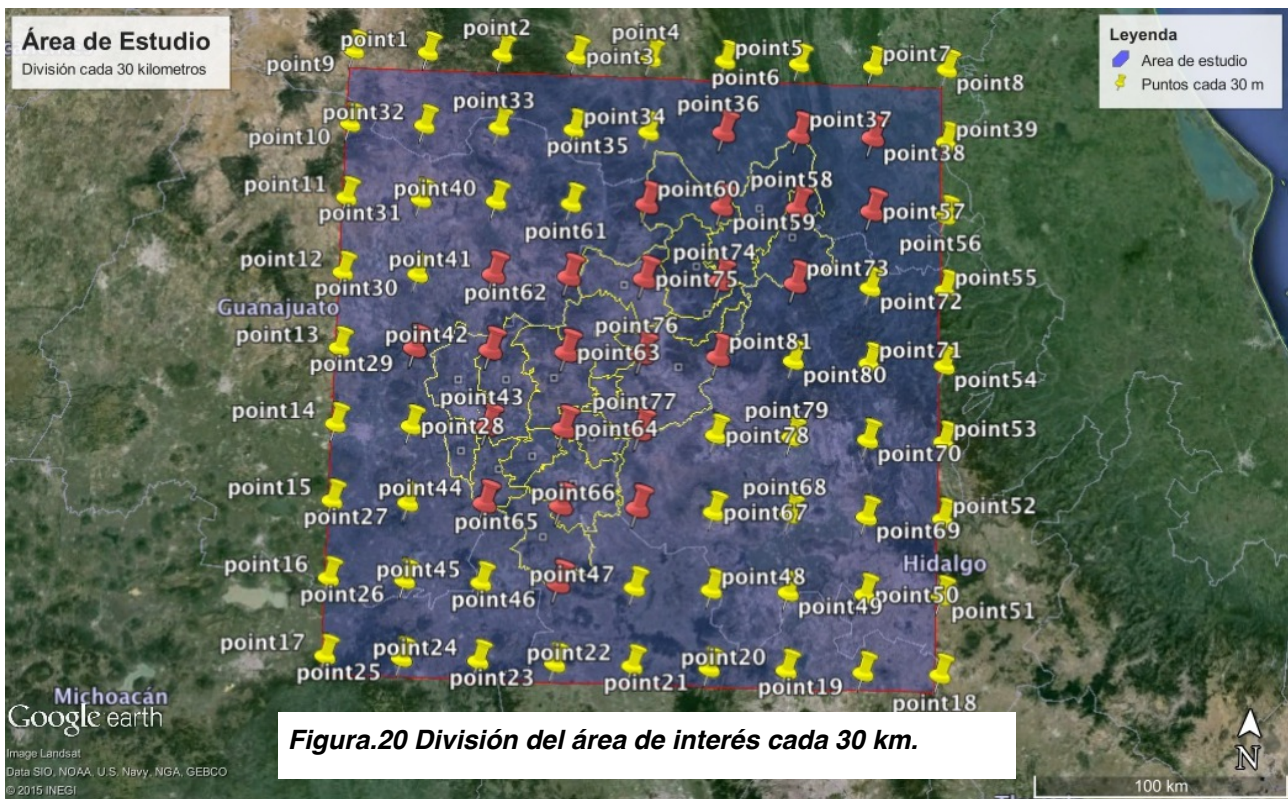 Área de Estudio
División cada 30 kilometros
Leyenda
Area de estudio
Puntos cada 30 m
point1
point2
point3
point4
point5
point6
point7
point8
point9
point32
point33
point34
point35
point36
point37
point38
point39
point10
point11
point31
point40
point61
point60
point58
point59
point57
point56
point12
point30
point41
point62
point74
point75
point73
point72
point55
Guanajuato
point13
point29
point42
point76
point63
point81
point80
point71
point54
point14
point28
point43
point77
point64
point79
point78
point70
point53
point15
point27
point44
point65
point66
point68
point67
point69
point52
point16
point26
point45
point46
point47
point48
point49
point50
point51
Hidalgo
point17
point25
point24
point23
point22
point21
point20
point19
point18
Michoacán
Google earth
Image Landsat
Data SIO, NOAA, U.S. Navy, NGA, GEBCO
© 2015 INEGI
Figura.20 División del área de interés cada 30 km.
N
100 km